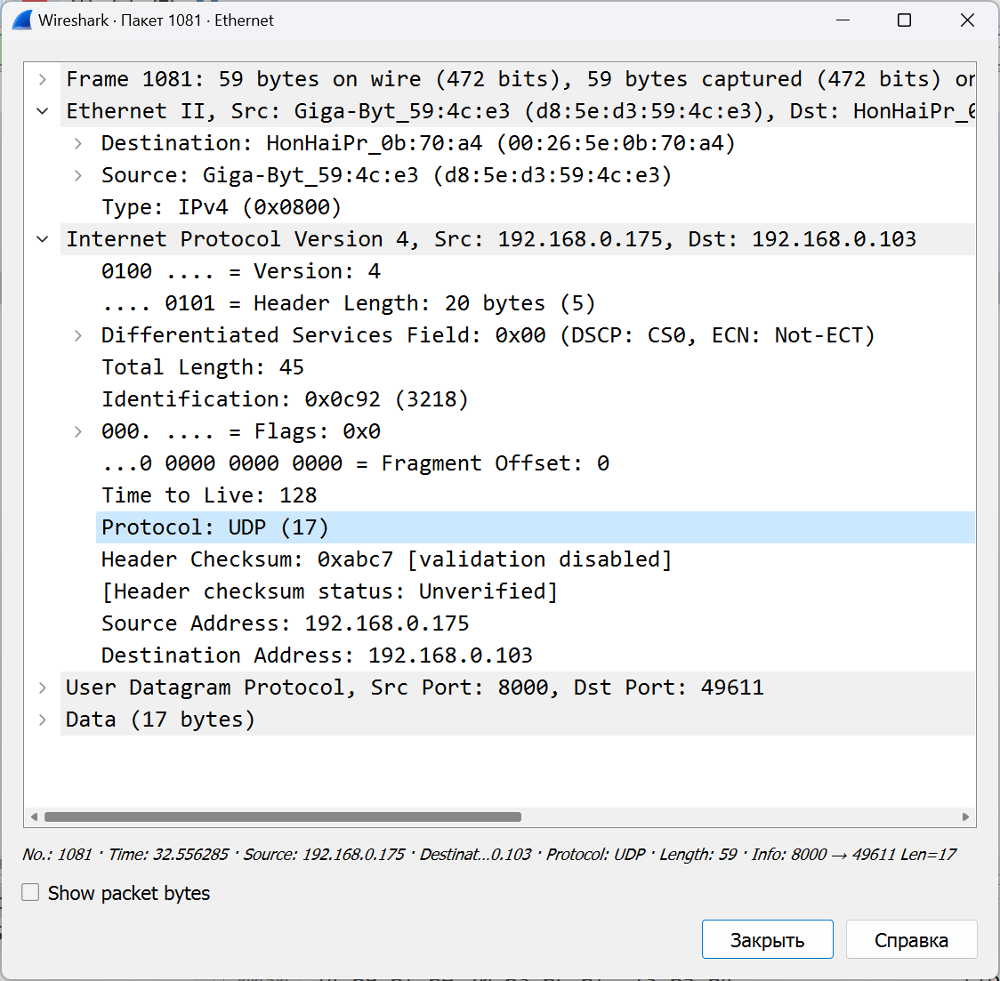 Wireshark · Пакет 1081 · Ethernet
Frame 1081: 59 bytes on wire (472 bits), 59 bytes captured (472 bits) or
Ethernet II, Src: Giga-Byt_59:4c:e3 (d8:5e:d3:59:4c:e3), Dst: HonHaiPr_0
Destination: HonHaiPr_0b:70:a4 (00:26:5e:0b:70:a4)
Source: Giga-Byt_59:4c:e3 (d8:5e:d3:59:4c:e3)
Type: IPv4 (0x0800)
Internet Protocol Version 4, Src: 192.168.0.175, Dst: 192.168.0.103
0100 .... = Version: 4
.... 0101 = Header Length: 20 bytes (5)
Differentiated Services Field: 0x00 (DSCP: CS0, ECN: Not-ECT)
Total Length: 45
Identification: 0x0c92 (3218)
000. .... = Flags: 0x0
...0 0000 0000 0000 = Fragment Offset: 0
Time to Live: 128
Protocol: UDP (17)
Header Checksum: 0xabc7 [validation disabled]
[Header checksum status: Unverified]
Source Address: 192.168.0.175
Destination Address: 192.168.0.103
User Datagram Protocol, Src Port: 8000, Dst Port: 49611
Data (17 bytes)
No.: 1081 · Time: 32.556285 · Source: 192.168.0.175 · Destinat...0.103 · Protocol: UDP · Length: 59 · Info: 8000 → 49611 Len=17
Show packet bytes
Закрыть
Справка